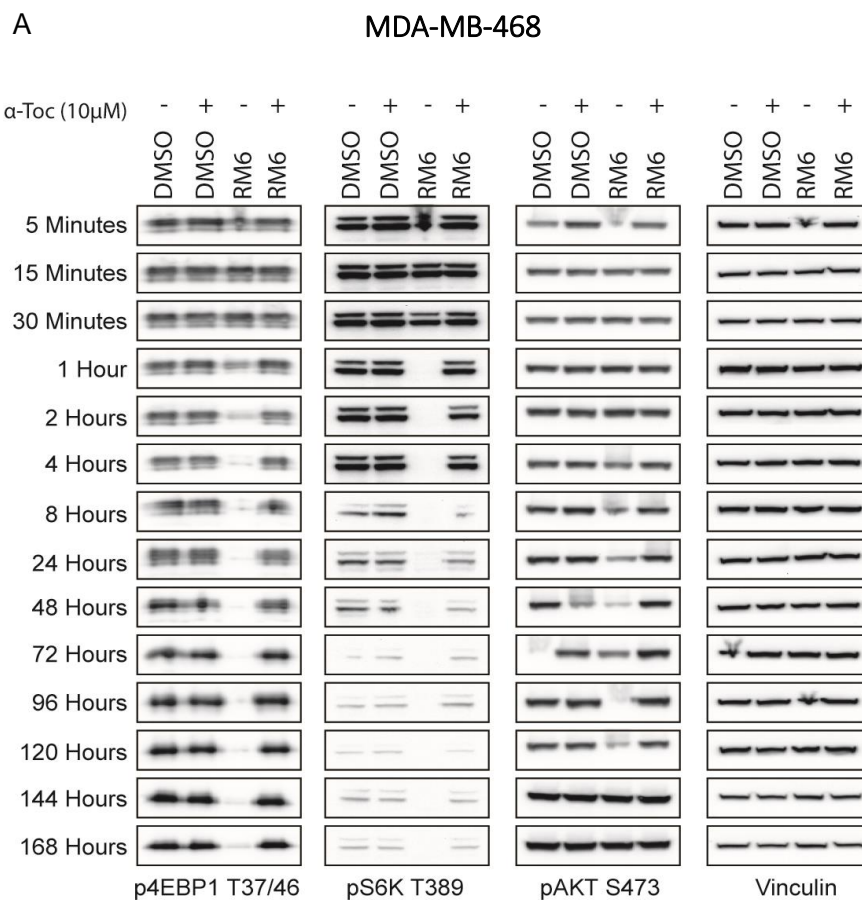 A
MDA-MB-468
α-Toc (10µM) - + - + - + - + - + - + - + - +
DMSO DMSO RM6 RM6 DMSO DMSO RM6 RM6 DMSO DMSO RM6 RM6 DMSO DMSO RM6 RM6
5 Minutes
15 Minutes
30 Minutes
1 Hour
2 Hours
4 Hours
8 Hours
24 Hours
48 Hours
72 Hours
96 Hours
120 Hours
144 Hours
168 Hours
p4EBP1 T37/46 pS6K T389 pAKT S473 Vinculin